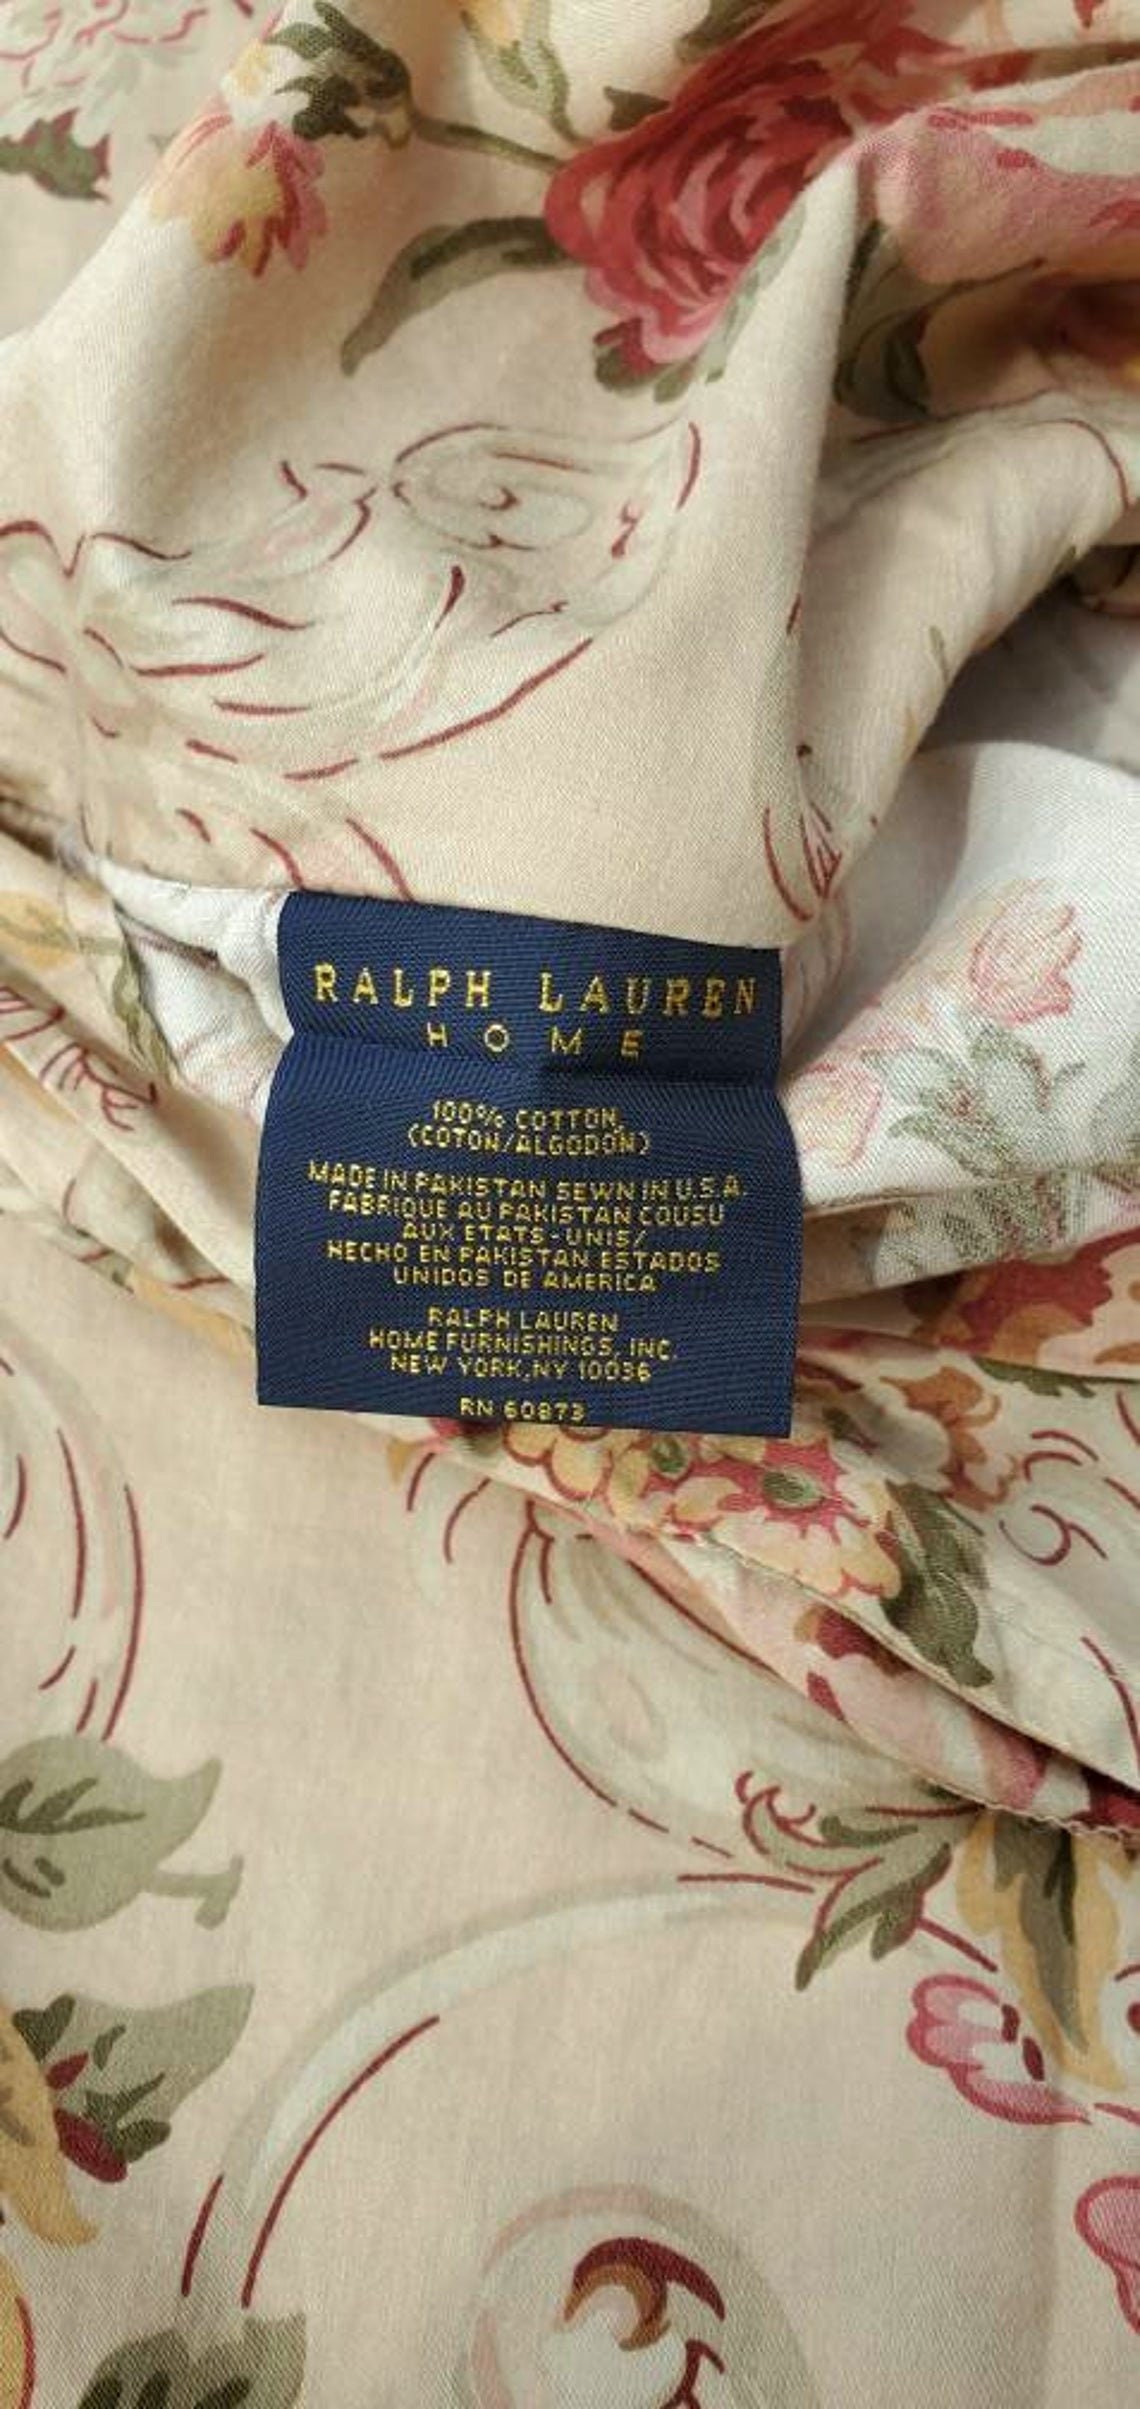 RALPH LAUREN
HOME
100% COTTON,
(COTON/ALGODON)
MADE IN PAKISTAN SEWN IN U.S.A.
FABRIQUE AU PAKISTAN COUSU
AUX ETATS-UNIS/
HECHO EN PAKISTAN ESTADOS
UNIDOS DE AMERICA
RALPH LAUREN
HOME FURNISHINGS, INC.
NEW YORK, NY 10036
RN 60873